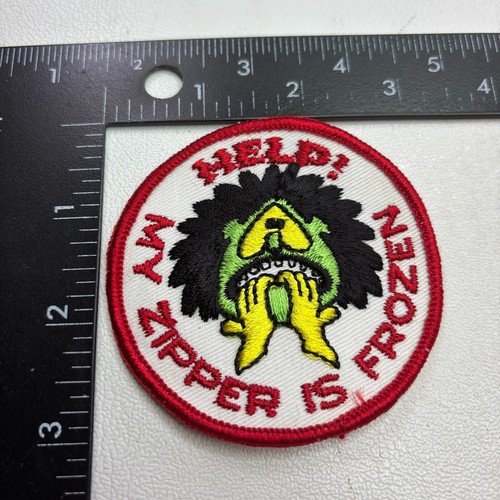 HELP!
MY ZIPPER IS FROZEN
1 2 3 4 5
1 2 3 4
1
2
3